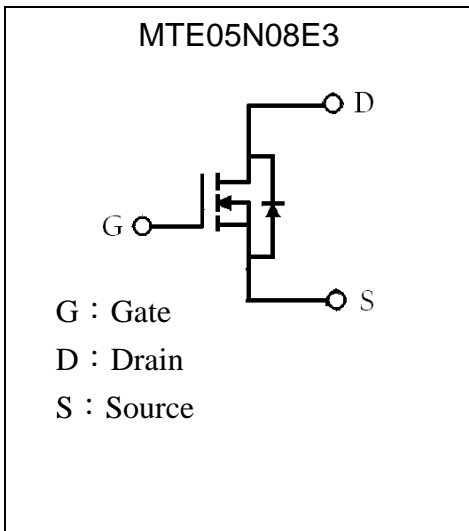 MTE05N08E3
D
G
S
G：Gate
D：Drain
S：Source